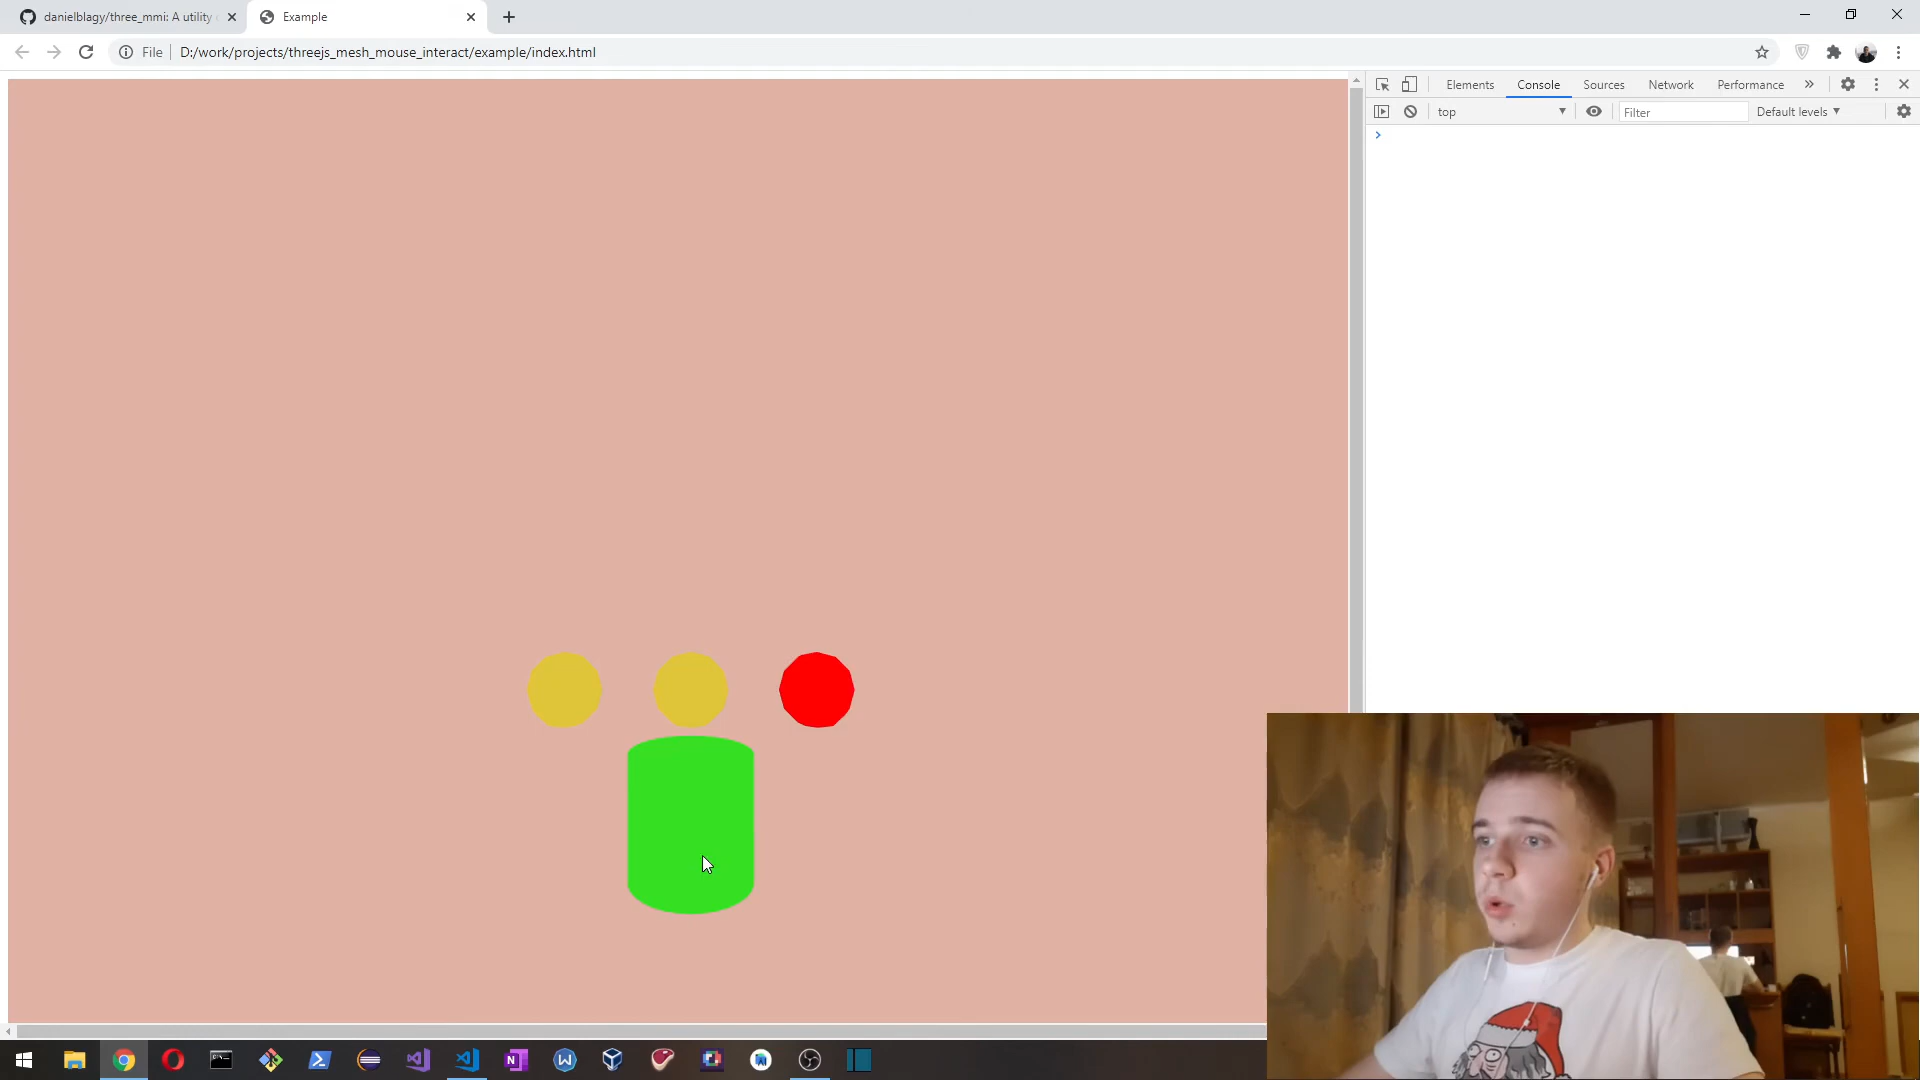 danielblagy/three_mmi: A utility
Example
File
D:/work/projects/threejs_mesh_mouse_interact/example/index.html
Elements
Console
Sources
Network
Performance
top
Filter
Default levels